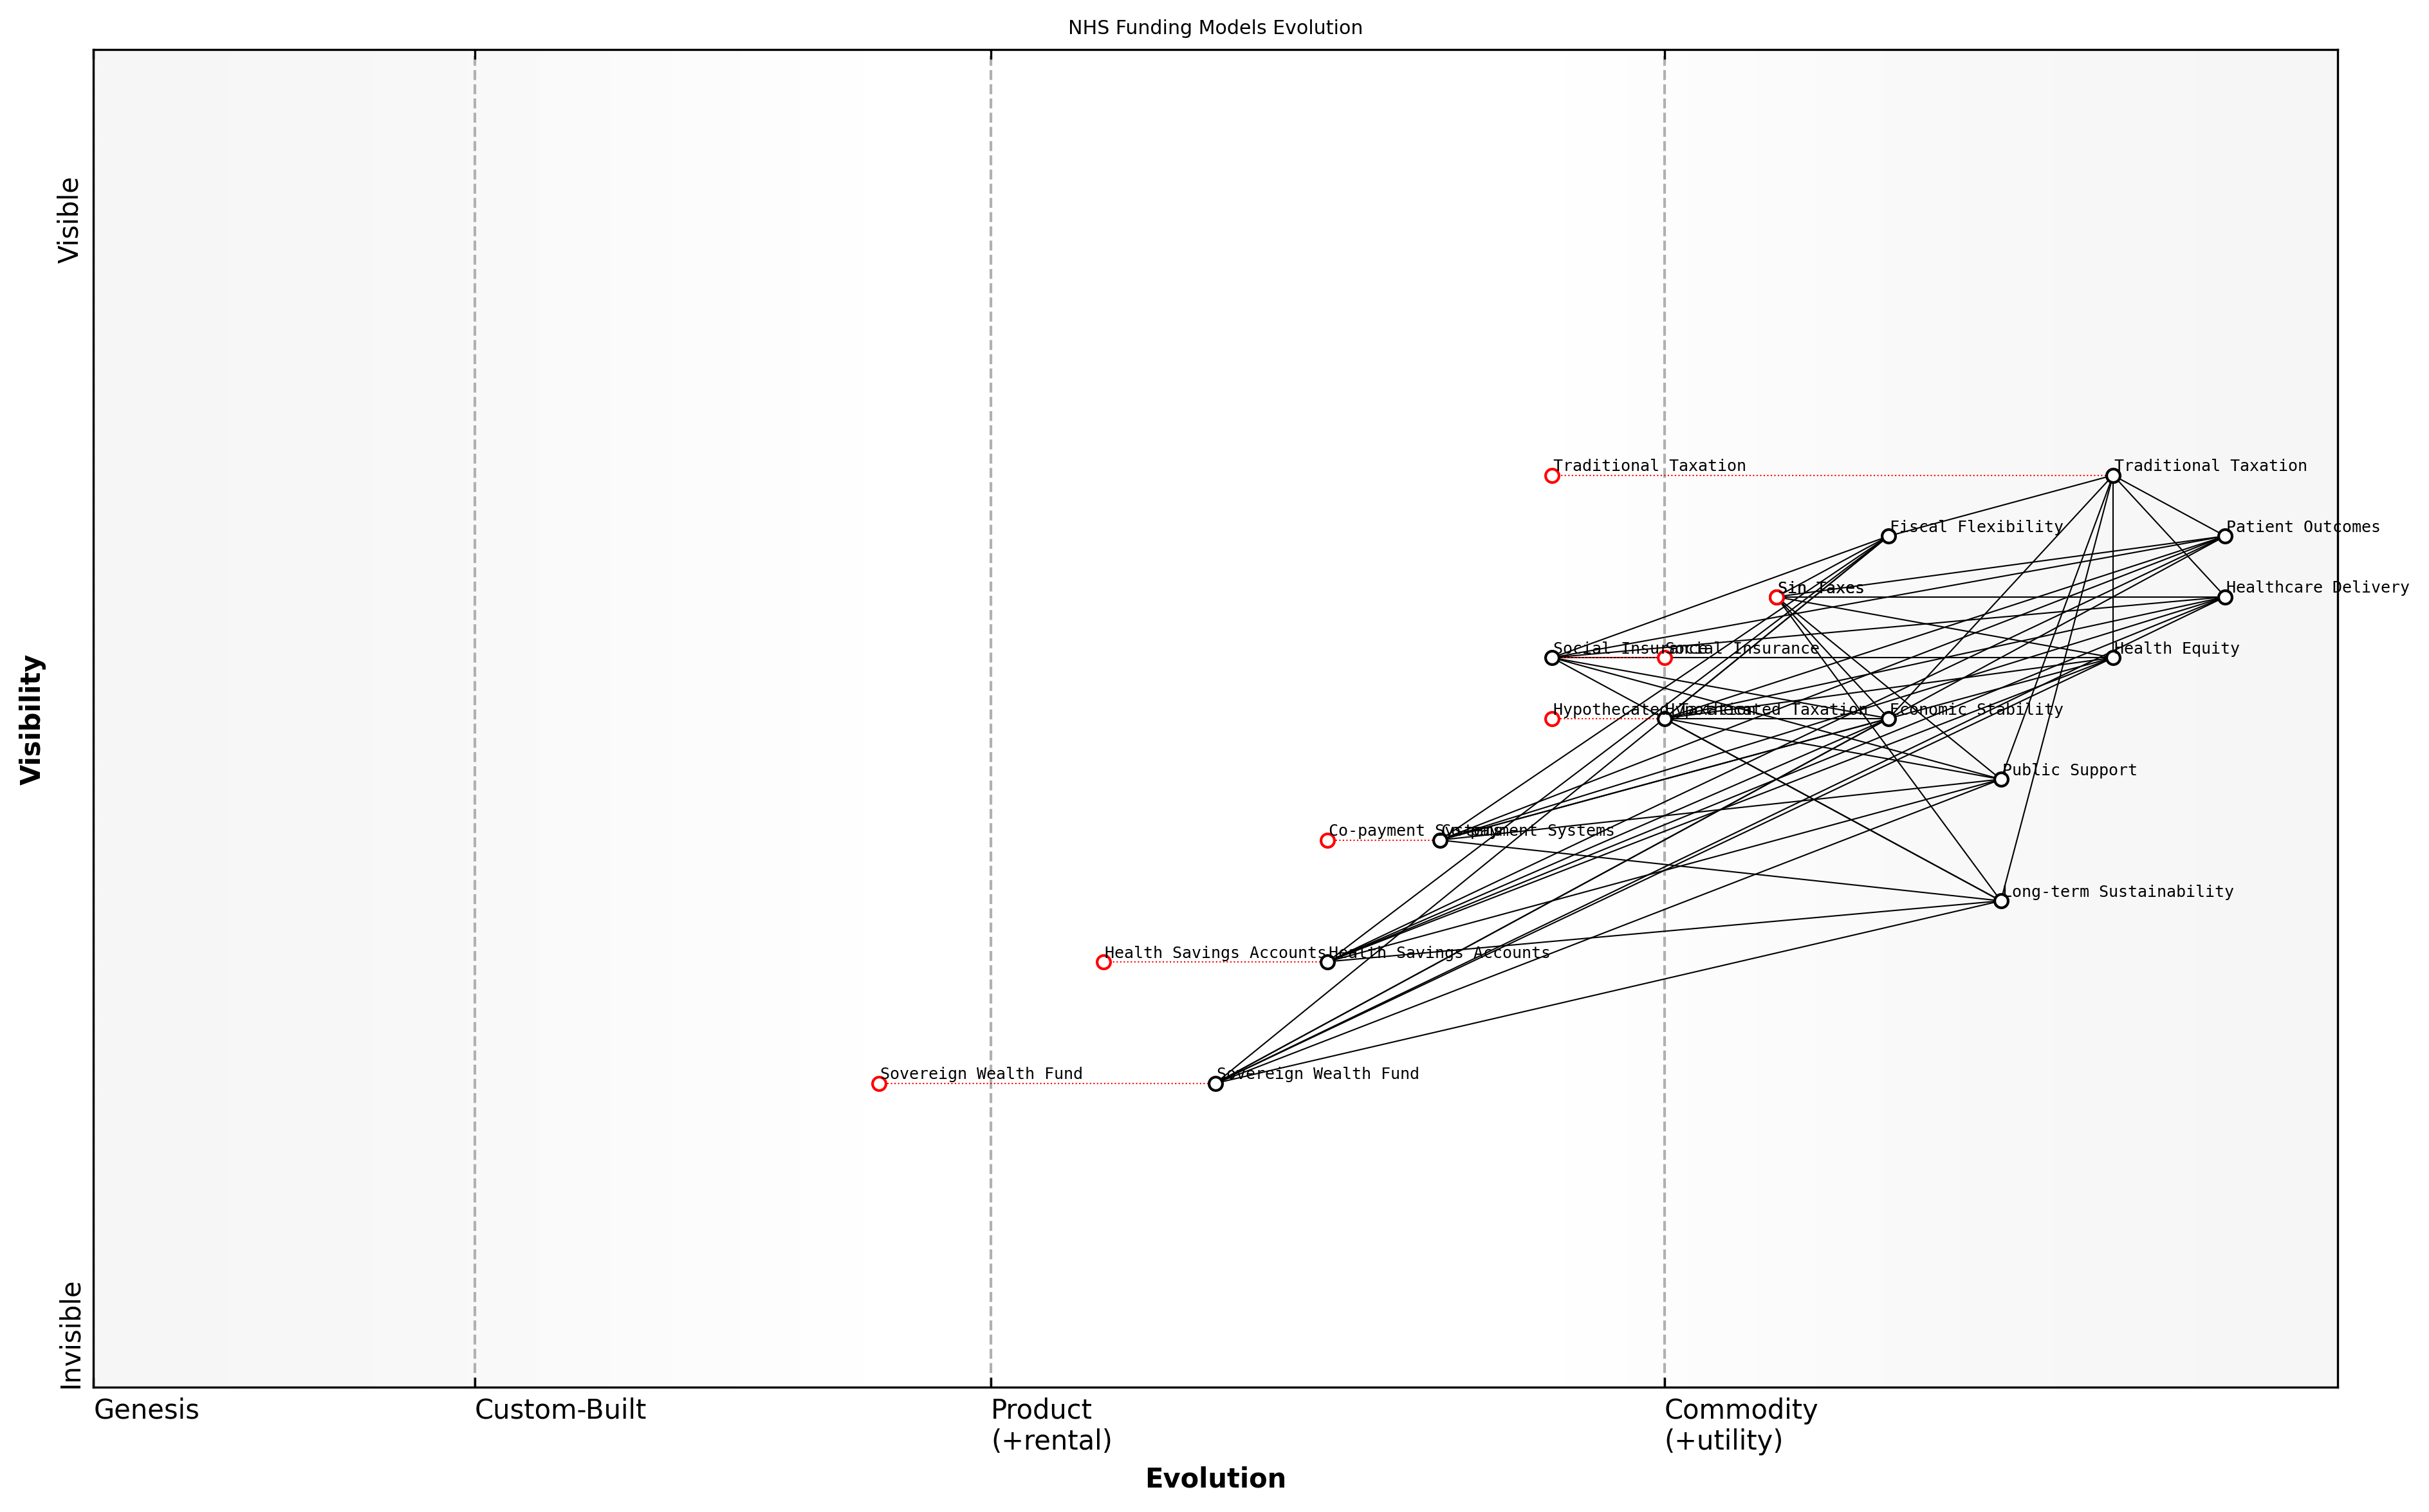 NHS Funding Models Evolution
Visible
Visibility
Invisible
Traditional Taxation
Traditional Taxation
Fiscal Flexibility
Patient Outcomes
Sin Taxes
Healthcare Delivery
Social Insurance
Social Insurance
Health Equity
Hypothecated Taxation
Hypothecated Taxation
Economic Stability
Public Support
Co-payment Systems
Co-payment Systems
Long-term Sustainability
Health Savings Accounts
Health Savings Accounts
Sovereign Wealth Fund
Sovereign Wealth Fund
Genesis
Custom-Built
Product
(+rental)
Commodity
(+utility)
Evolution